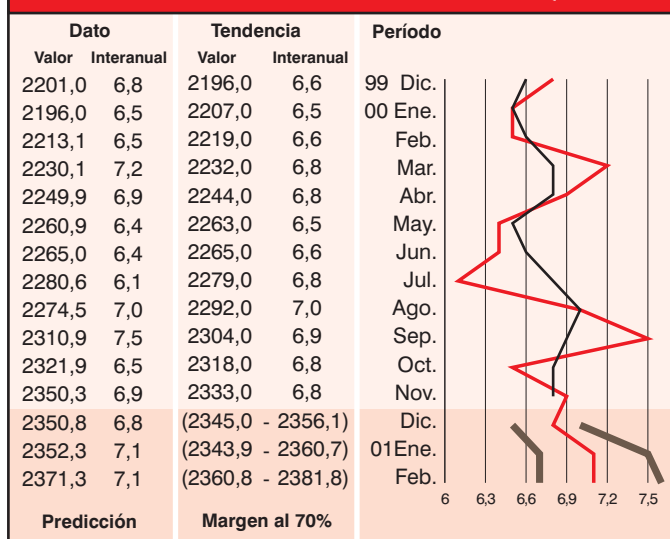 Dato Tendencia Período
Valor Interanual Valor Interanual
2201,0 6,8 2196,0 6,6 99 Dic.
2196,0 6,5 2207,0 6,5 00 Ene.
2213,1 6,5 2219,0 6,6 Feb.
2230,1 7,2 2232,0 6,8 Mar.
2249,9 6,9 2244,0 6,8 Abr.
2260,9 6,4 2263,0 6,5 May.
2265,0 6,4 2265,0 6,6 Jun.
2280,6 6,1 2279,0 6,8 Jul.
2274,5 7,0 2292,0 7,0 Ago.
2310,9 7,5 2304,0 6,9 Sep.
2321,9 6,5 2318,0 6,8 Oct.
2350,3 6,9 2333,0 6,8 Nov.
2350,8 6,8 (2345,0 - 2356,1) Dic.
2352,3 7,1 (2343,9 - 2360,7) 01Ene.
2371,3 7,1 (2360,8 - 2381,8) Feb.
6 6,3 6,6 6,9 7,2 7,5
Predicción Margen al 70%